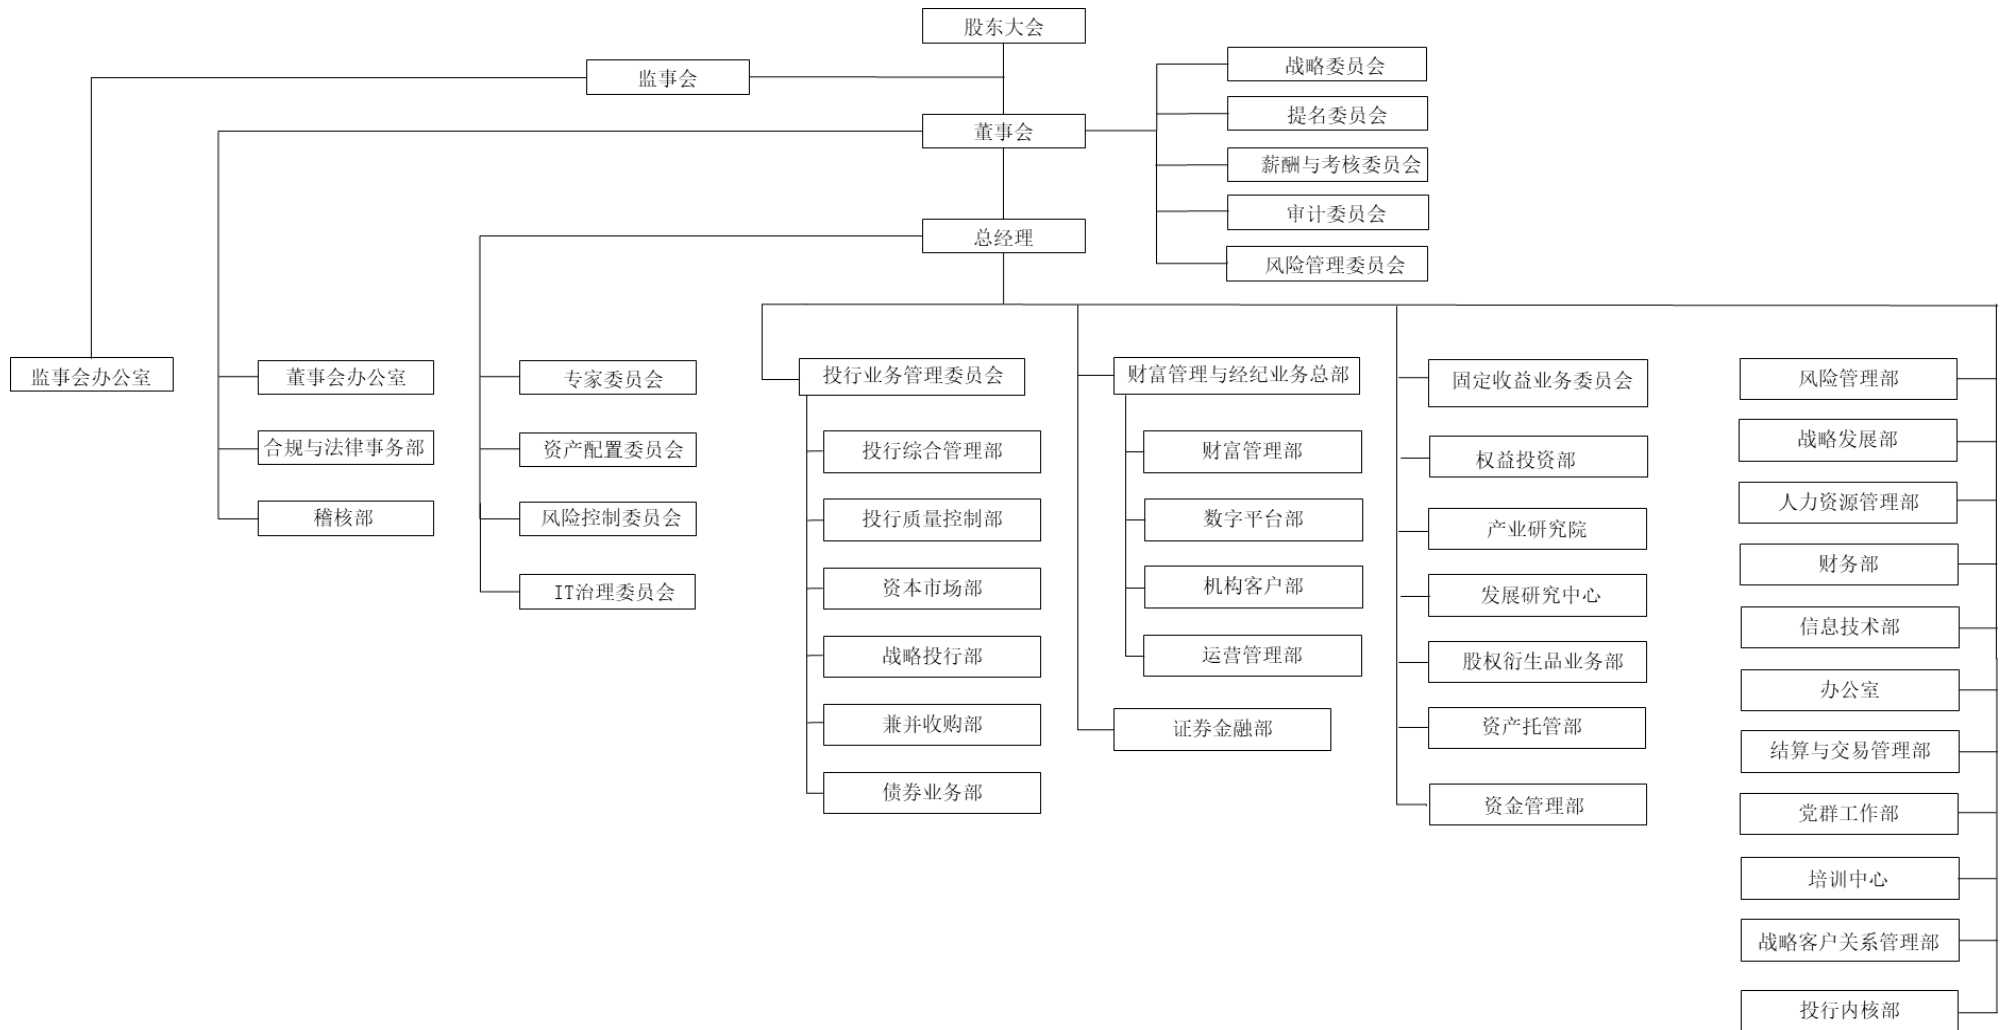 股东大会
监事会
董事会
战略委员会
提名委员会
薪酬与考核委员会
审计委员会
风险管理委员会
总经理
监事会办公室
董事会办公室
合规与法律事务部
稽核部
专家委员会
资产配置委员会
风险控制委员会
IT治理委员会
投行业务管理委员会
投行综合管理部
投行质量控制部
资本市场部
战略投行部
兼并收购部
债券业务部
财富管理与经纪业务总部
财富管理部
数字平台部
机构客户部
运营管理部
证券金融部
固定收益业务委员会
权益投资部
产业研究院
发展研究中心
股权衍生品业务部
资产托管部
资金管理部
风险管理部
战略发展部
人力资源管理部
财务部
信息技术部
办公室
结算与交易管理部
党群工作部
培训中心
战略客户关系管理部
投行内核部